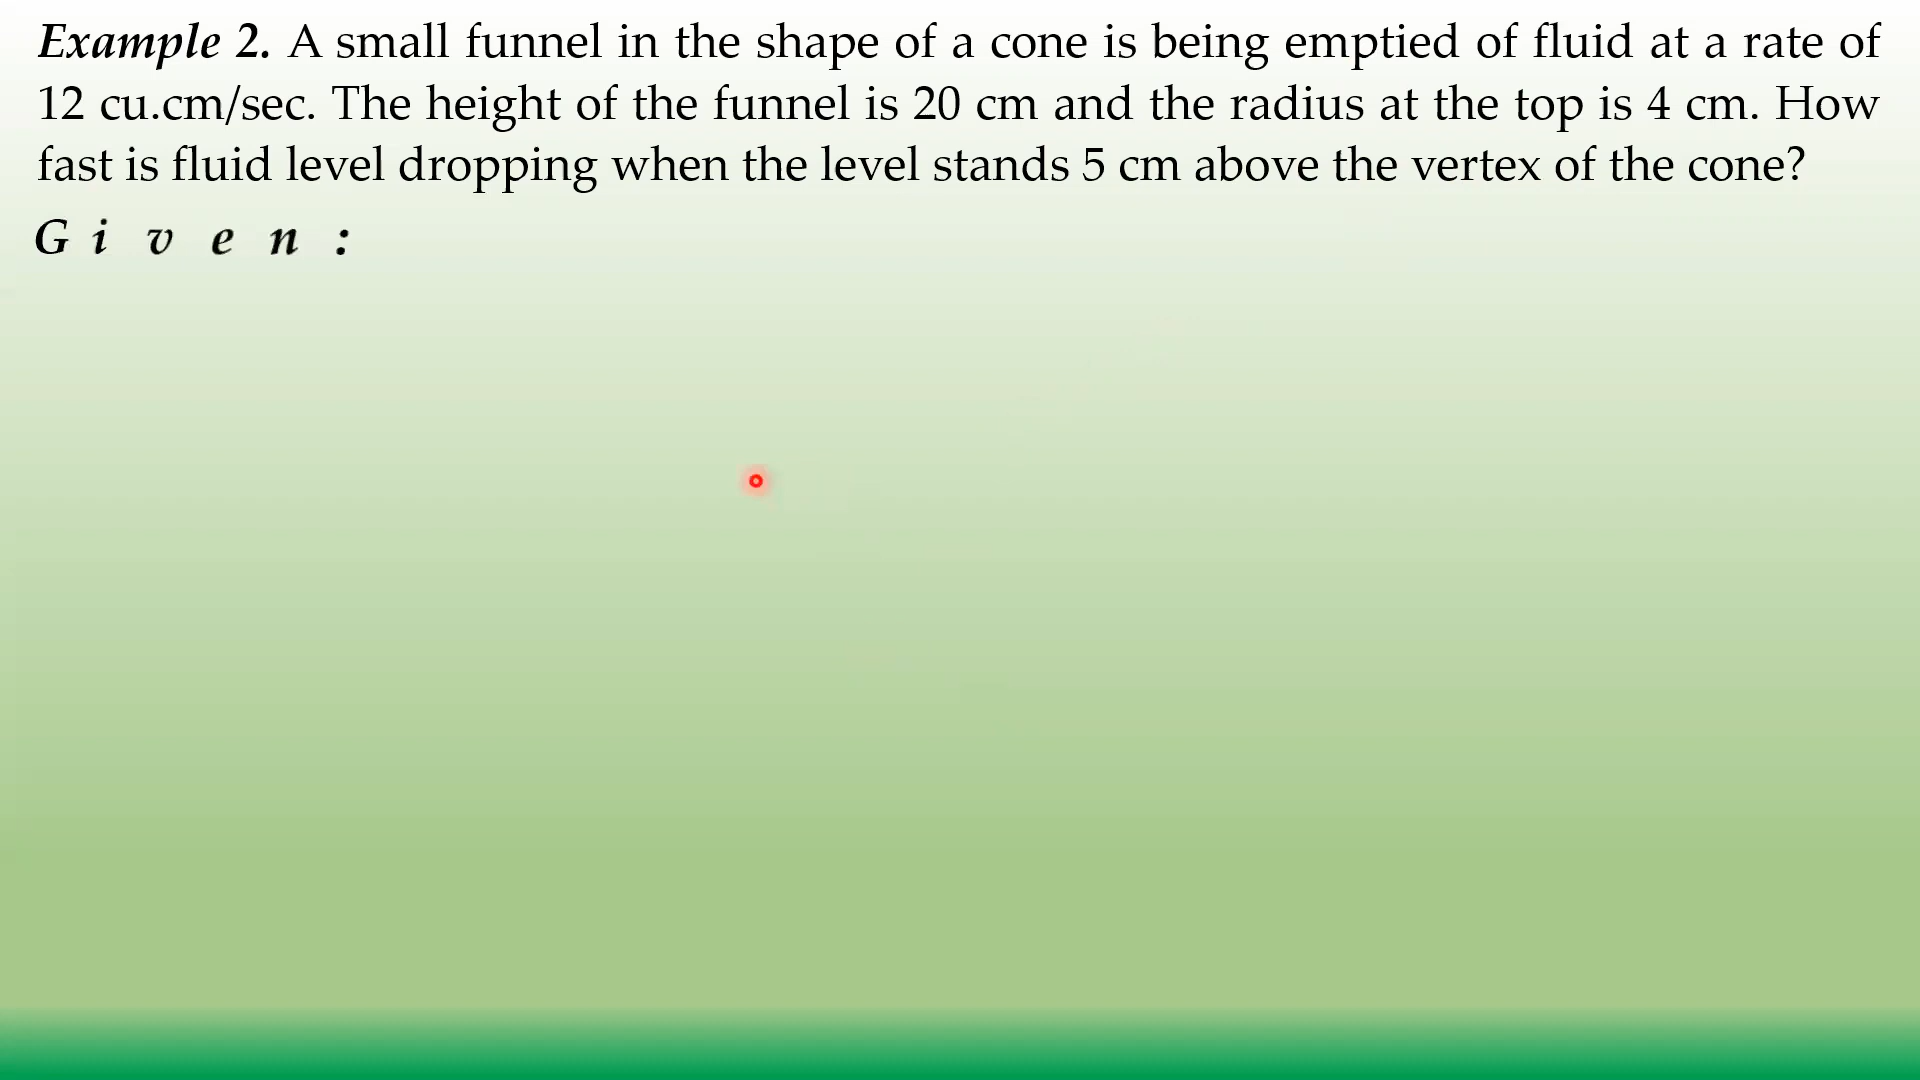 Example 2. A small funnel in the shape of a cone is being emptied of fluid at a rate of
12 cu.cm/sec. The height of the funnel is 20 cm and the radius at the top is 4 cm. How
fast is fluid level dropping when the level stands 5 cm above the vertex of the cone?
Given: